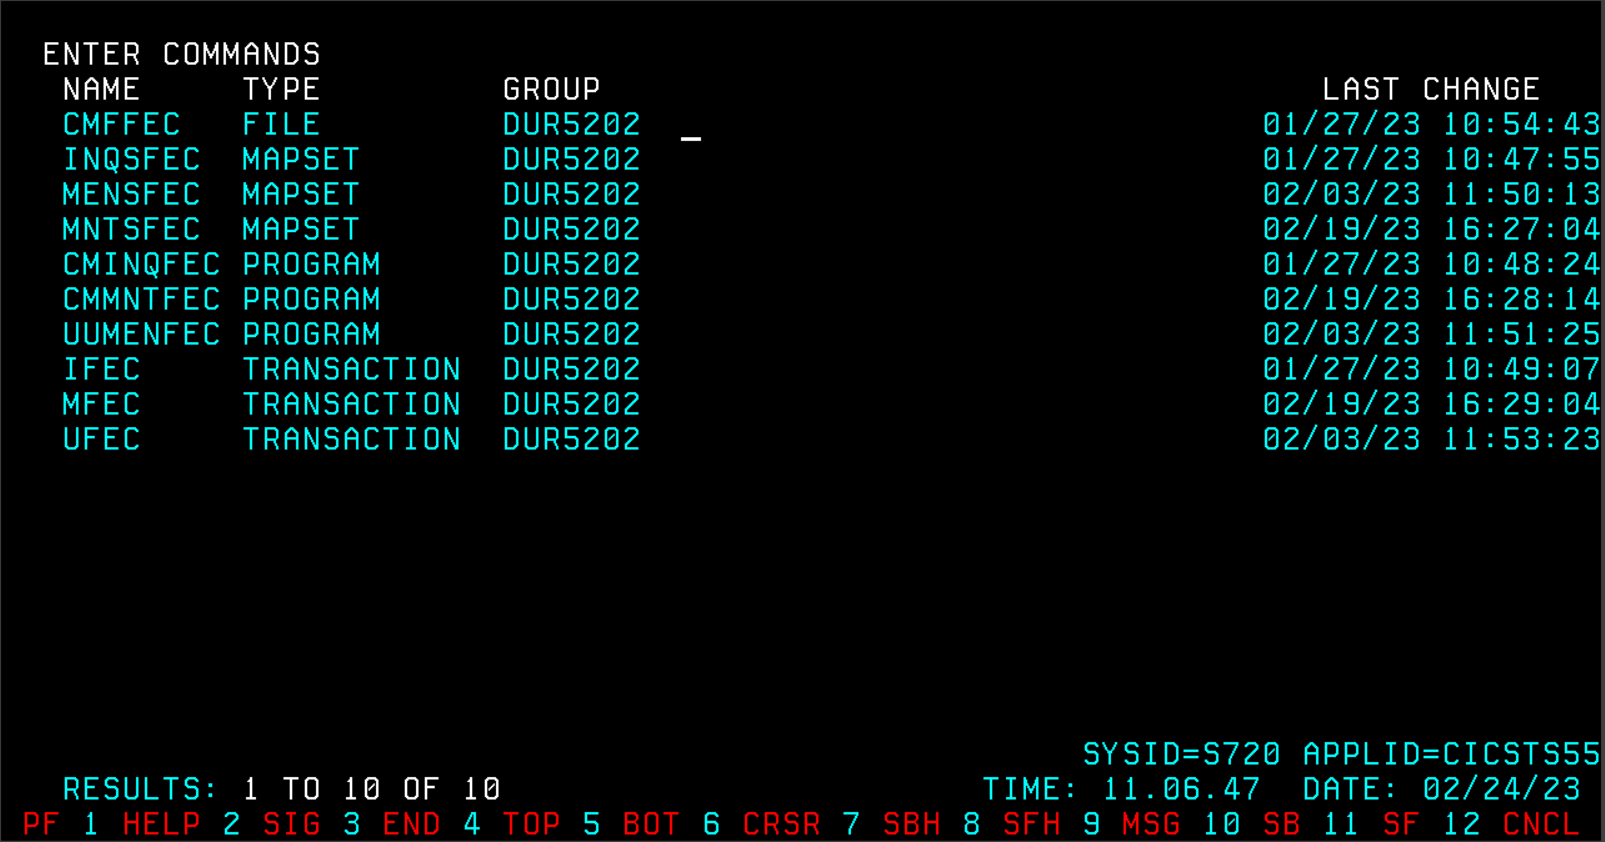 ENTER COMMANDS
NAME TYPE GROUP LAST CHANGE
CMFFEC FILE DUR5202 _ 01/27/23 10:54:43
INQSFEC MAPSET DUR5202 01/27/23 10:47:55
MENSFEC MAPSET DUR5202 02/03/23 11:50:13
MNTSFEC MAPSET DUR5202 02/19/23 16:27:04
CMINQFEC PROGRAM DUR5202 01/27/23 10:48:24
CMMNTFEC PROGRAM DUR5202 02/19/23 16:28:14
UUMENFEC PROGRAM DUR5202 02/03/23 11:51:25
IFEC TRANSACTION DUR5202 01/27/23 10:49:07
MFEC TRANSACTION DUR5202 02/19/23 16:29:04
UFEC TRANSACTION DUR5202 02/03/23 11:53:23
SYSID=S720 APPLID=CICSTS55
RESULTS: 1 TO 10 OF 10 TIME: 11.06.47 DATE: 02/24/23
PF 1 HELP 2 SIG 3 END 4 TOP 5 BOT 6 CRSR 7 SBH 8 SFH 9 MSG 10 SB 11 SF 12 CNCL